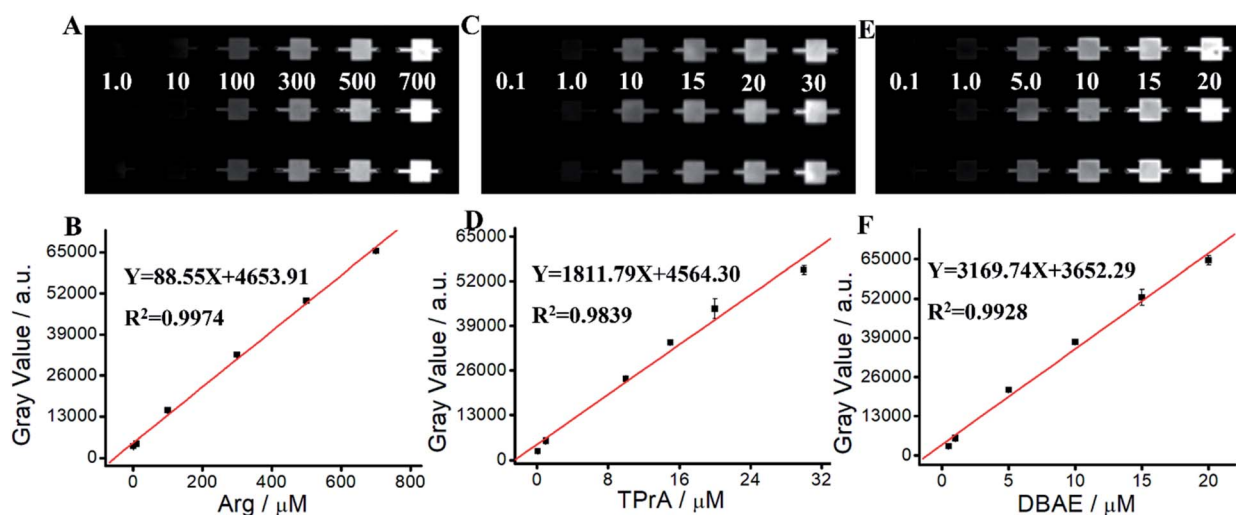 A
1.0 10 100 300 500 700
C
0.1 1.0 10 15 20 30
E
0.1 1.0 5.0 10 15 20
B
65000
52000
39000
26000
13000
0
Gray Value / a.u.
Y=88.55X+4653.91
R²=0.9974
0 200 400 600 800
Arg / μM
D
65000
52000
39000
26000
13000
0
Gray Value / a.u.
Y=1811.79X+4564.30
R²=0.9839
0 8 16 24 32
TPrA / μM
F
65000
52000
39000
26000
13000
0
Gray Value / a.u.
Y=3169.74X+3652.29
R²=0.9928
0 5 10 15 20
DBAE / μM